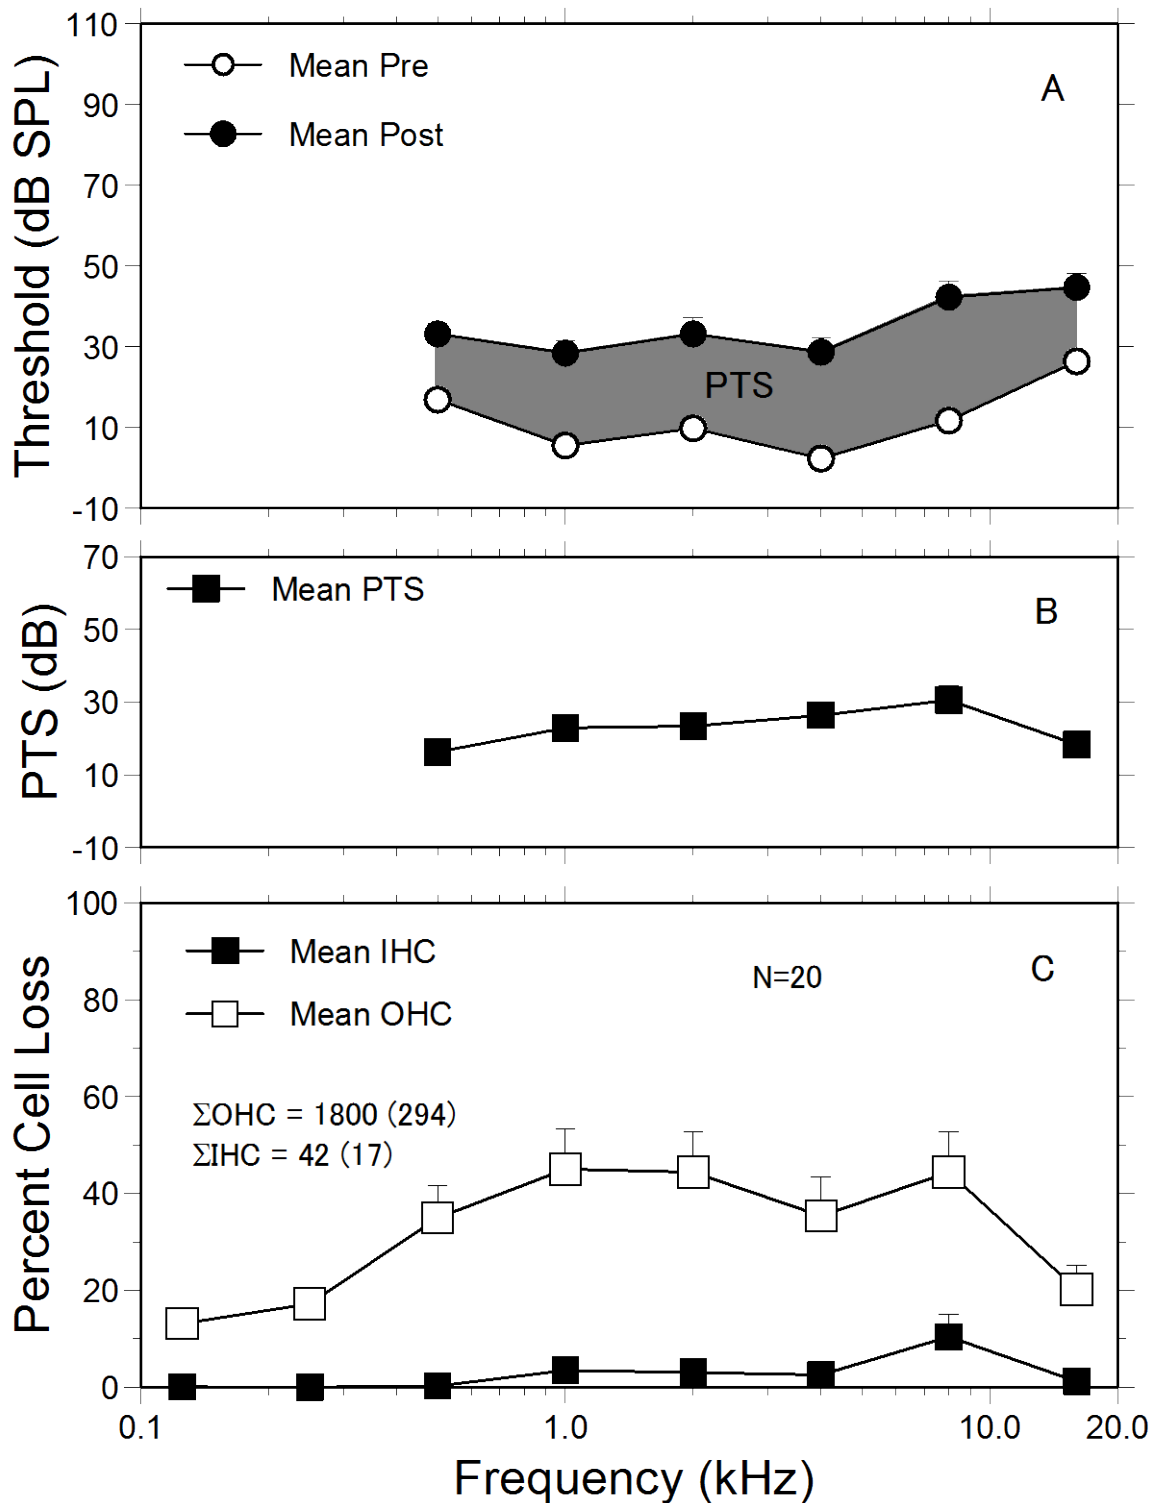 110
90
70
50
30
10
-10
Threshold (dB SPL)
Mean Pre
Mean Post
A
PTS
70
50
30
10
-10
PTS (dB)
Mean PTS
B
100
80
60
40
20
0
Percent Cell Loss
Mean IHC
Mean OHC
N=20
C
ΣOHC = 1800 (294)
ΣIHC = 42 (17)
0.1 1.0 10.0 20.0
Frequency (kHz)